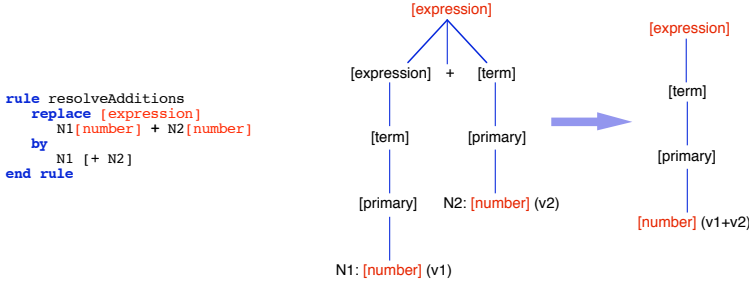 rule resolveAdditions
replace [expression]
N1[number] + N2[number]
by
N1 [+ N2]
end rule
[expression]
[expression] + [term]
[term] [primary]
[primary] N2: [number] (v2)
N1: [number] (v1)
[expression]
[term]
[primary]
[number] (v1+v2)